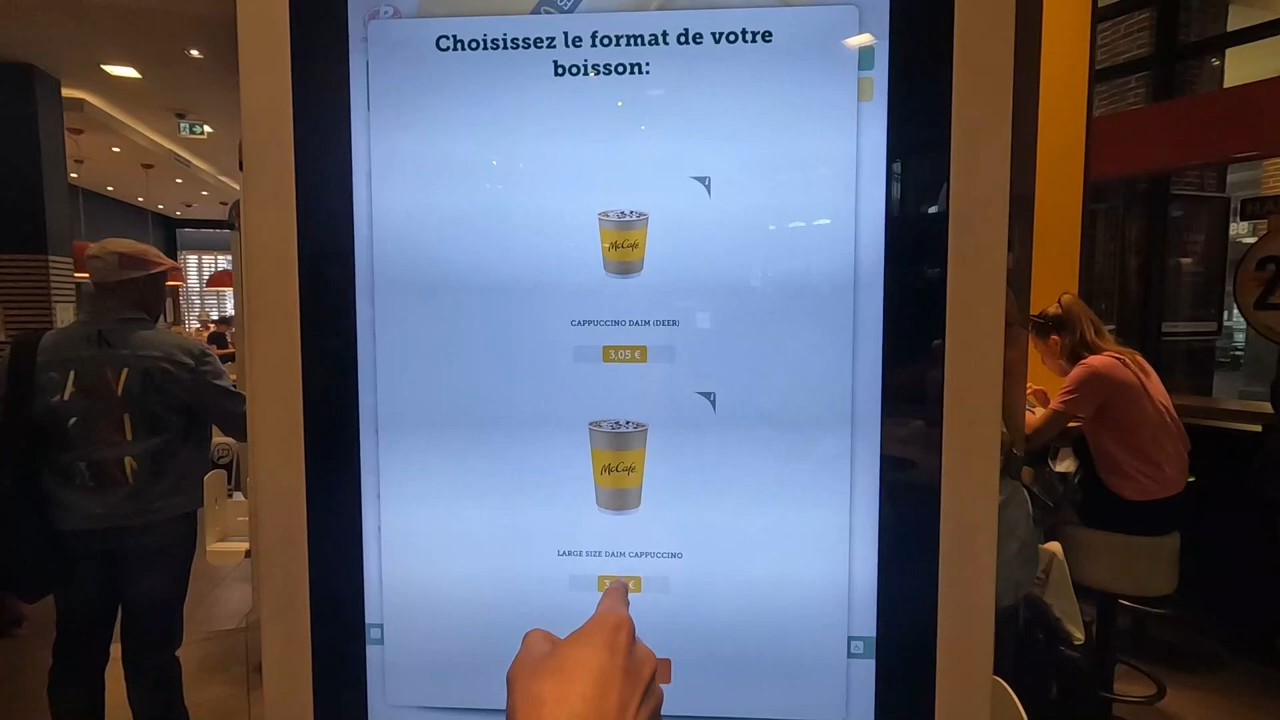 Choisissez le format de votre
boisson:
McCafé
CAPPUCCINO DAIM (DEER)
3,05 €
McCafé
LARGE SIZE DAIM CAPPUCCINO